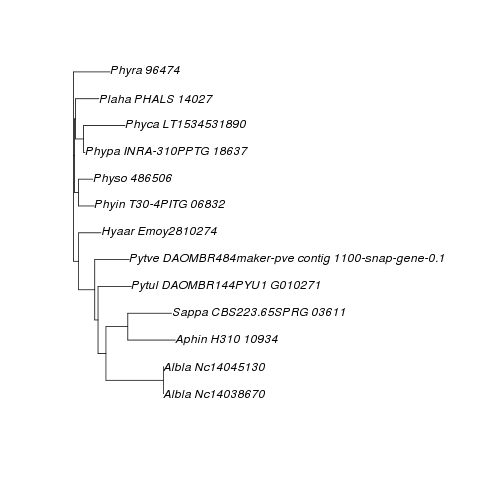 Phyra 96474
Plaha PHALS 14027
Phyca LT1534531890
Phypa INRA-310PPTG 18637
Physo 486506
Phyin T30-4PITG 06832
Hyaar Emoy2810274
Pytve DAOMBR484maker-pve contig 1100-snap-gene-0.1
Pytul DAOMBR144PYU1 G010271
Sappa CBS223.65SPRG 03611
Aphin H310 10934
Albla Nc14045130
Albla Nc14038670